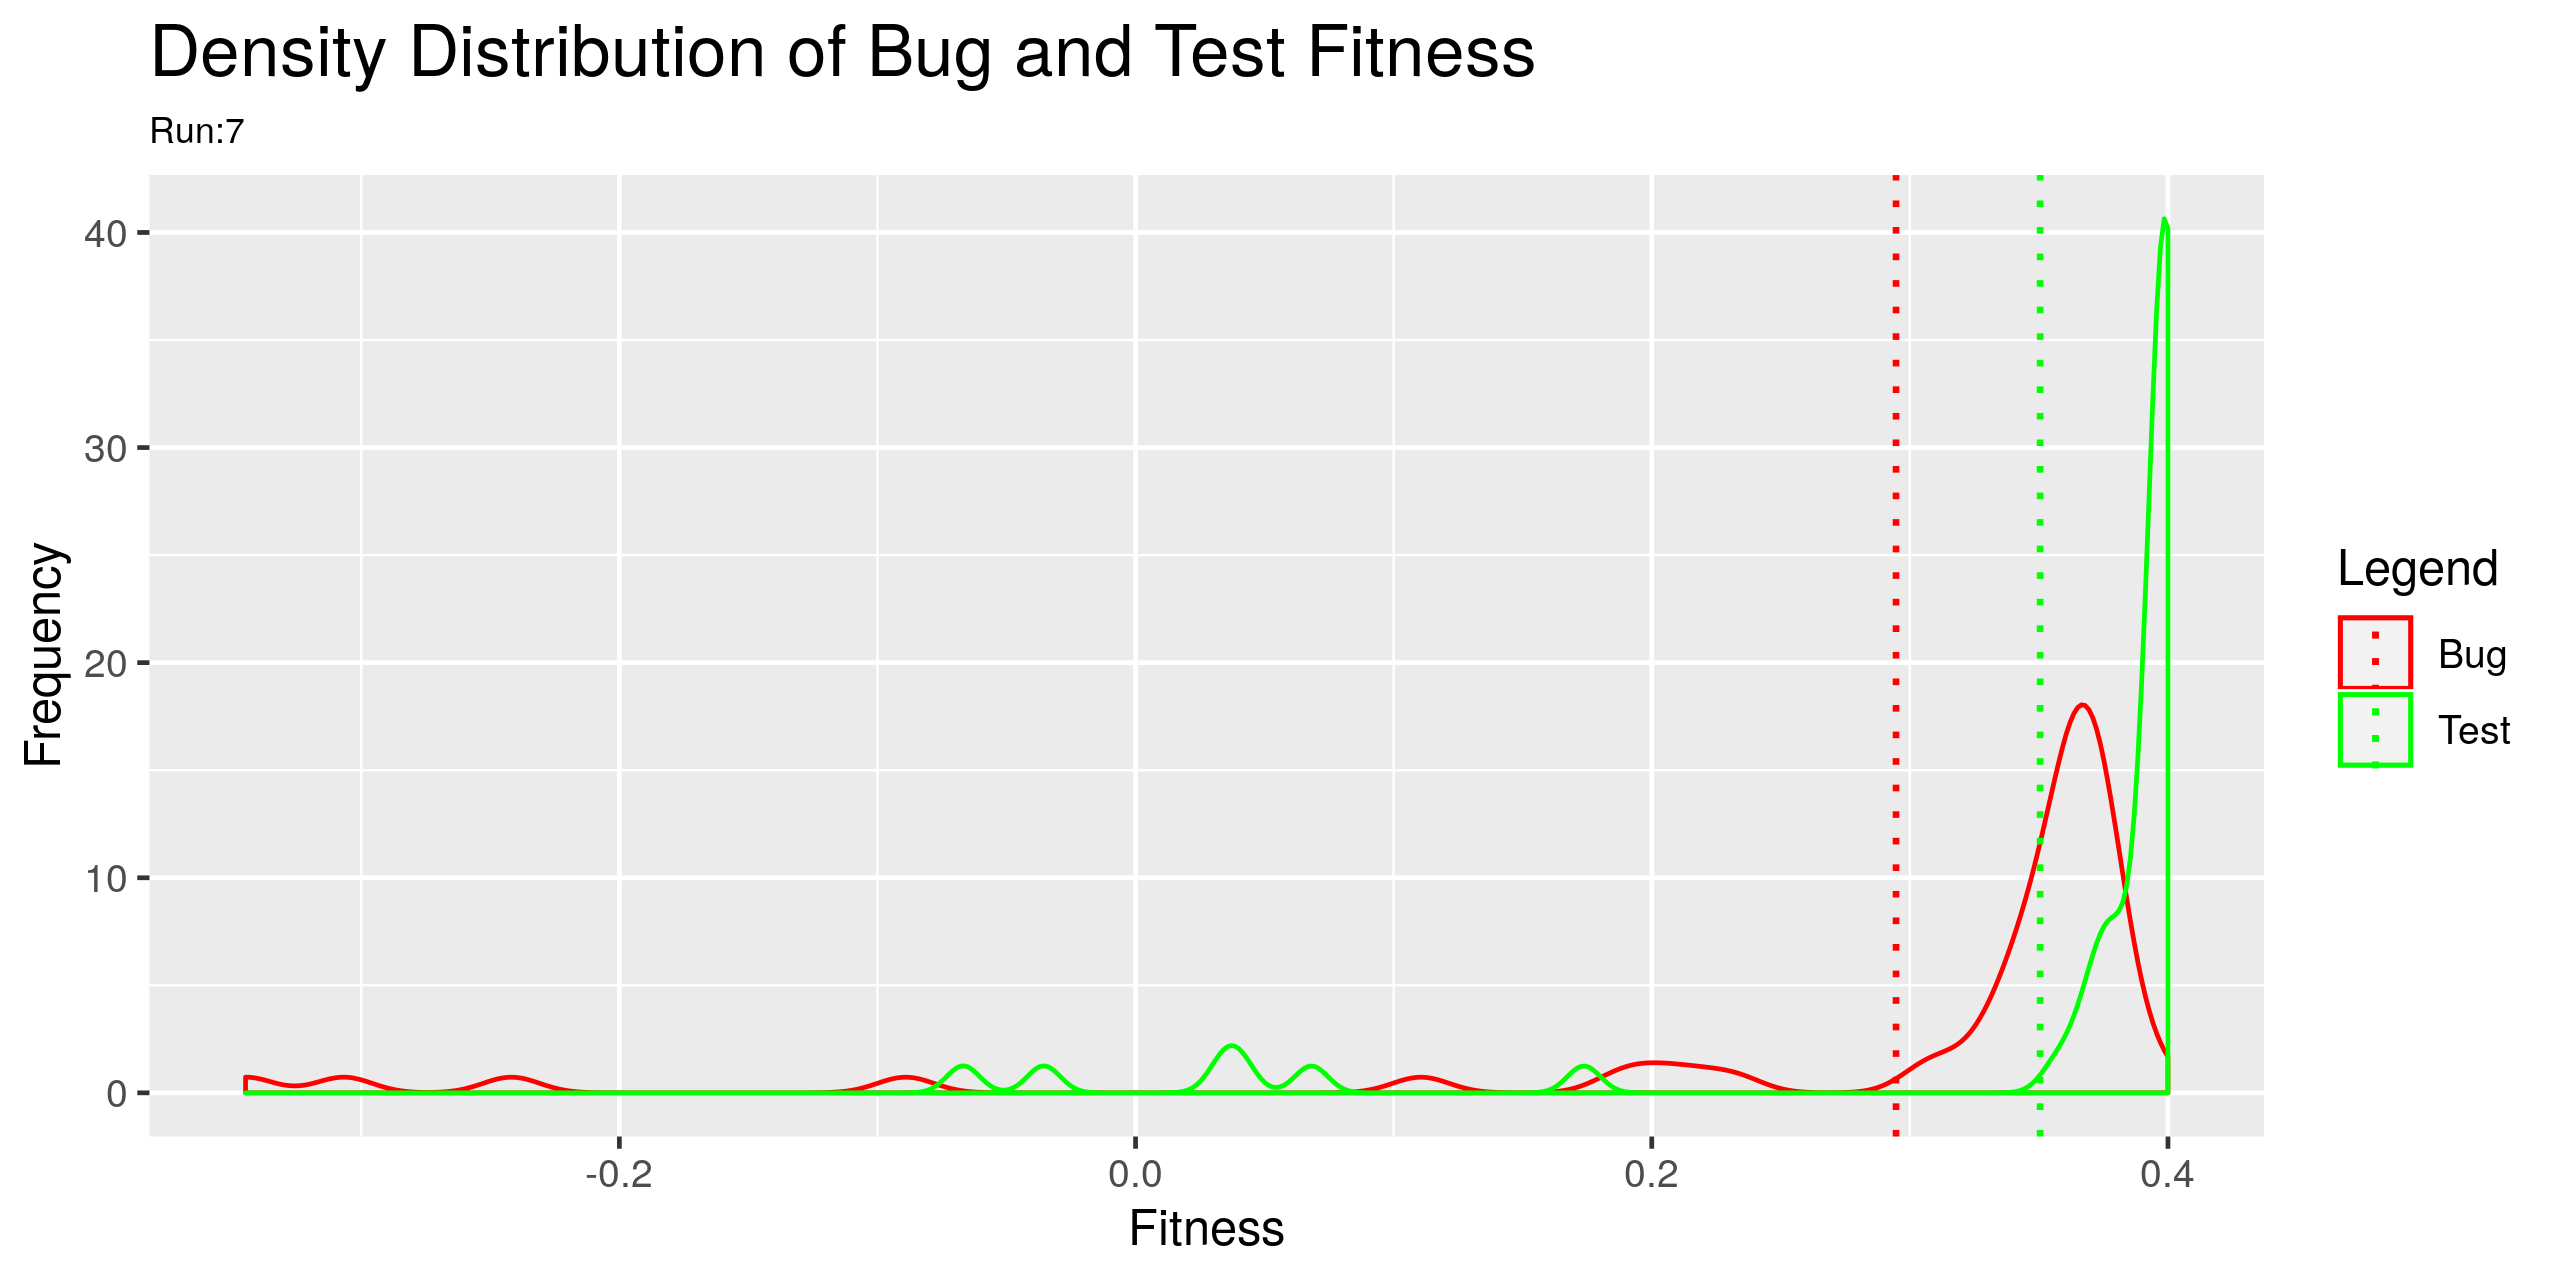 Density Distribution of Bug and Test Fitness
Run:7
Frequency
40
30
20
10
0
-0.2
0.0
0.2
0.4
Fitness
Legend
Bug
Test